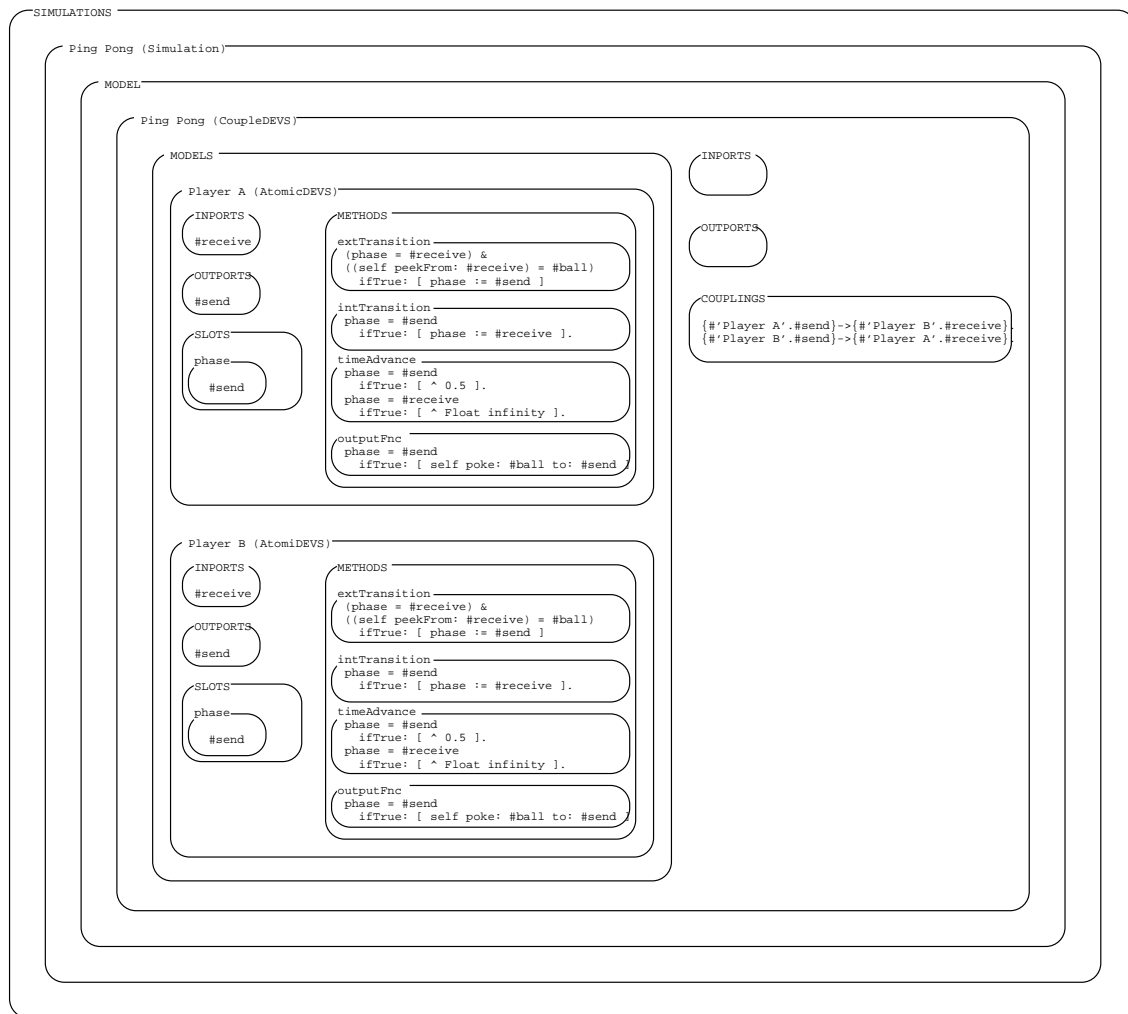 SIMULATIONS
Ping Pong (Simulation)
MODEL
Ping Pong (CoupleDEVS)
MODELS
Player A (AtomicDEVS)
INPORTS
#receive
OUTPORTS
#send
SLOTS
phase
#send
METHODS
extTransition
(phase = #receive) &
((self peekFrom: #receive) = #ball)
ifTrue: [ phase := #send ]
intTransition
phase = #send
ifTrue: [ phase := #receive ].
timeAdvance
phase = #send
ifTrue: [ ^ 0.5 ].
phase = #receive
ifTrue: [ ^ Float infinity ].
outputFnc
phase = #send
ifTrue: [ self poke: #ball to: #send ]
Player B (AtomiDEVS)
INPORTS
#receive
OUTPORTS
#send
SLOTS
phase
#send
METHODS
extTransition
(phase = #receive) &
((self peekFrom: #receive) = #ball)
ifTrue: [ phase := #send ]
intTransition
phase = #send
ifTrue: [ phase := #receive ].
timeAdvance
phase = #send
ifTrue: [ ^ 0.5 ].
phase = #receive
ifTrue: [ ^ Float infinity ].
outputFnc
phase = #send
ifTrue: [ self poke: #ball to: #send ]
INPORTS
OUTPORTS
COUPLINGS
{#'Player A'.#send}->{#'Player B'.#receive}.
{#'Player B'.#send}->{#'Player A'.#receive}.